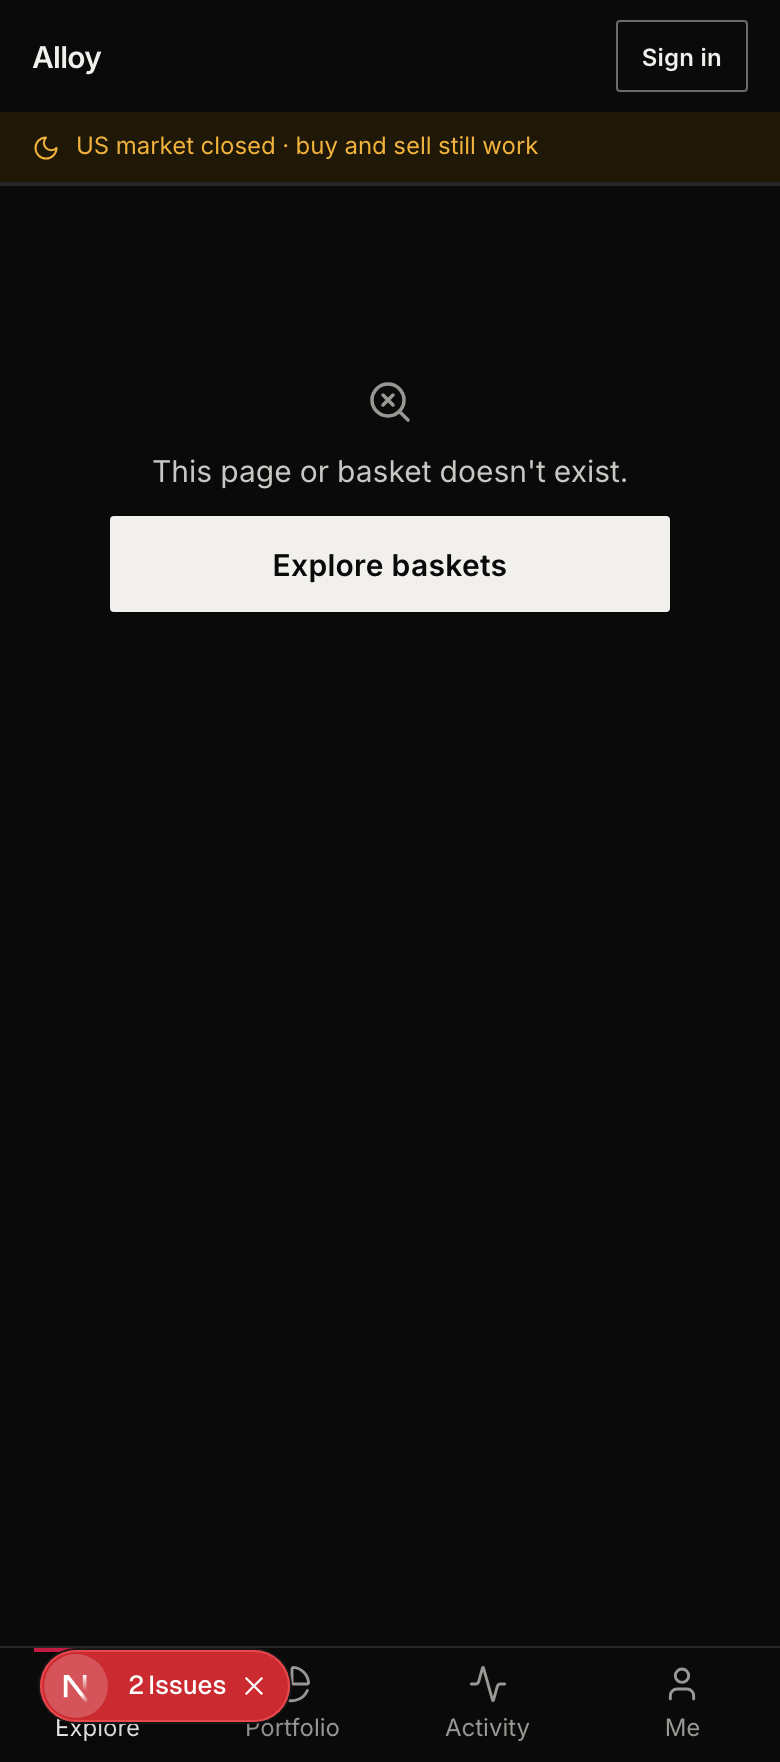 Alloy
Sign in
US market closed · buy and sell still work
This page or basket doesn't exist.
Explore baskets
N 2 Issues
Explore
Portfolio
Activity
Me